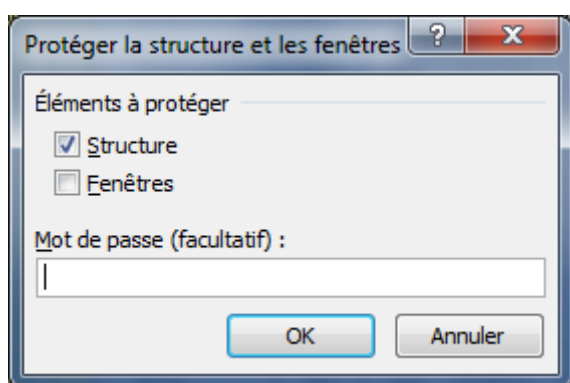 Protéger la structure et les fenêtres ?
Éléments à protéger
Structure
Fenêtres
Mot de passe (facultatif) :
OK Annuler